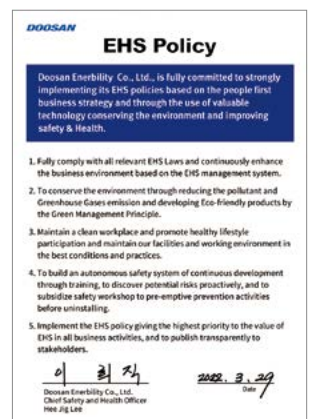 DOOSAN
EHS Policy
Doosan Enerbility Co., Ltd., is fully committed to strongly
implementing its EHS policies based on the people first
business strategy and through the use of valuable
technology conserving the environment and improving
safety & Health.
1. Fully comply with all relevant EHS Laws and continuously enhance
the business environment based on the EHS management system.
2. To conserve the environment through reducing the pollutant and
Greenhouse Gases emission and developing Eco-friendly products by
the Green Management Principle.
3. Maintain a clean workplace and promote healthy lifestyle
participation and maintain our facilities and working environment in
the best conditions and practices.
4. To build an autonomous safety system of continuous development
through training, to discover potential risks proactively, and to
subsidize safety workshop to pre-emptive prevention activities
before uninstalling.
5. Implement the EHS policy giving the highest priority to the value of
EHS in all business activities, and to publish transparently to
stakeholders.
이 희 직 2022. 3. 29
Doosan Enerbility Co., Ltd. Date
Chief Safety and Health Officer
Hee Jig Lee